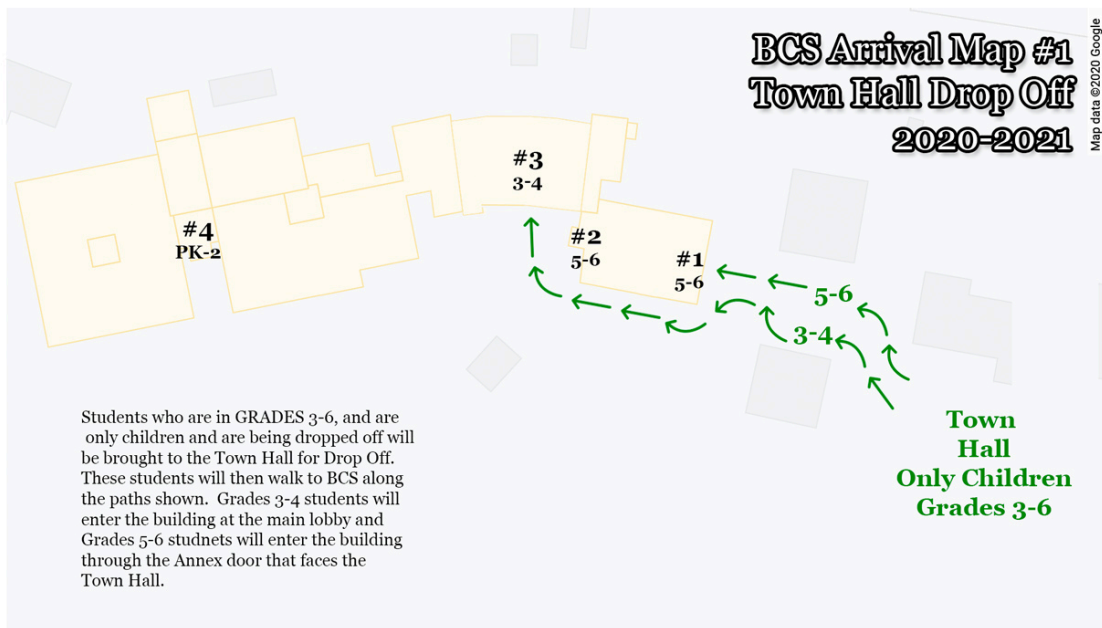 BCS Arrival Map #1
Town Hall Drop Off
2020-2021
Map data ©2020 Google
#3
3-4
#4
PK-2
#2
5-6
#1
5-6
5-6
3-4
Town
Hall
Only Children
Grades 3-6
Students who are in GRADES 3-6, and are
only children and are being dropped off will
be brought to the Town Hall for Drop Off.
These students will then walk to BCS along
the paths shown. Grades 3-4 students will
enter the building at the main lobby and
Grades 5-6 studnets will enter the building
through the Annex door that faces the
Town Hall.